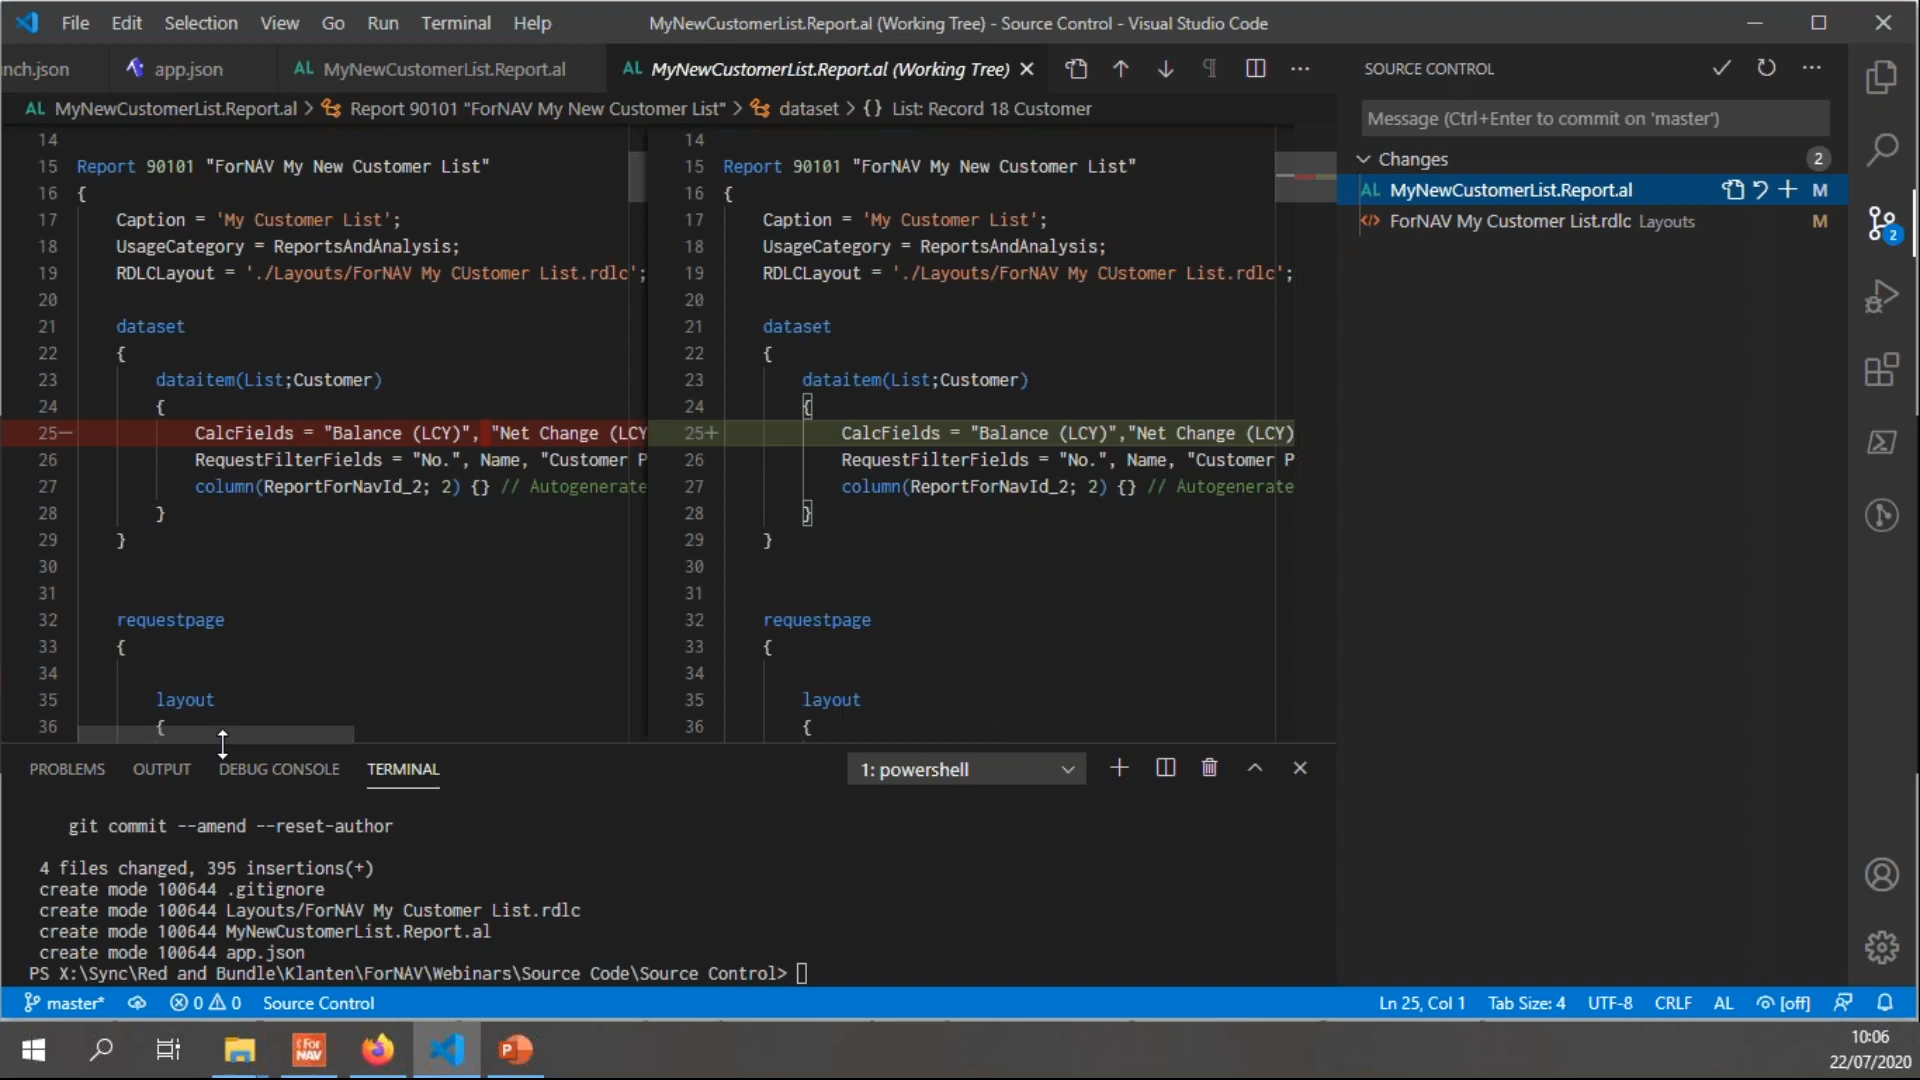 File Edit Selection View Go Run Terminal Help
MyNewCustomerList.Report.al (Working Tree) - Source Control - Visual Studio Code
nch.json
app.json
AL MyNewCustomerList.Report.al
AL MyNewCustomerList.Report.al (Working Tree)
AL MyNewCustomerList.Report.al > Report 90101 "ForNAV My New Customer List" > dataset > {} List: Record 18 Customer
14
15 Report 90101 "ForNAV My New Customer List"
16 {
17 Caption = 'My Customer List';
18 UsageCategory = ReportsAndAnalysis;
19 RDLCLayout = './Layouts/ForNAV My CUstomer List.rdlc';
20
21 dataset
22 {
23 dataitem(List;Customer)
24 {
25— CalcFields = "Balance (LCY)", "Net Change (LCY
26 RequestFilterFields = "No.", Name, "Customer P
27 column(ReportForNavId_2; 2) {} // Autogenerate
28 }
29 }
30
31
32 requestpage
33 {
34
35 layout
36 {
14
15 Report 90101 "ForNAV My New Customer List"
16 {
17 Caption = 'My Customer List';
18 UsageCategory = ReportsAndAnalysis;
19 RDLCLayout = './Layouts/ForNAV My CUstomer List.rdlc';
20
21 dataset
22 {
23 dataitem(List;Customer)
24 {
25+ CalcFields = "Balance (LCY)","Net Change (LCY)
26 RequestFilterFields = "No.", Name, "Customer P
27 column(ReportForNavId_2; 2) {} // Autogenerate
28 }
29 }
30
31
32 requestpage
33 {
34
35 layout
36 {
SOURCE CONTROL
Message (Ctrl+Enter to commit on 'master')
Changes 2
AL MyNewCustomerList.Report.al M
ForNAV My Customer List.rdlc Layouts M
2
PROBLEMS OUTPUT DEBUG CONSOLE TERMINAL
1: powershell
git commit --amend --reset-author
4 files changed, 395 insertions(+)
create mode 100644 .gitignore
create mode 100644 Layouts/ForNAV My Customer List.rdlc
create mode 100644 MyNewCustomerList.Report.al
create mode 100644 app.json
PS X:\Sync\Red and Bundle\Klanten\ForNAV\Webinars\Source Code\Source Control>
master* 0 0 Source Control
Ln 25, Col 1 Tab Size: 4 UTF-8 CRLF AL [off]
{For NAV
P
10:06
22/07/2020